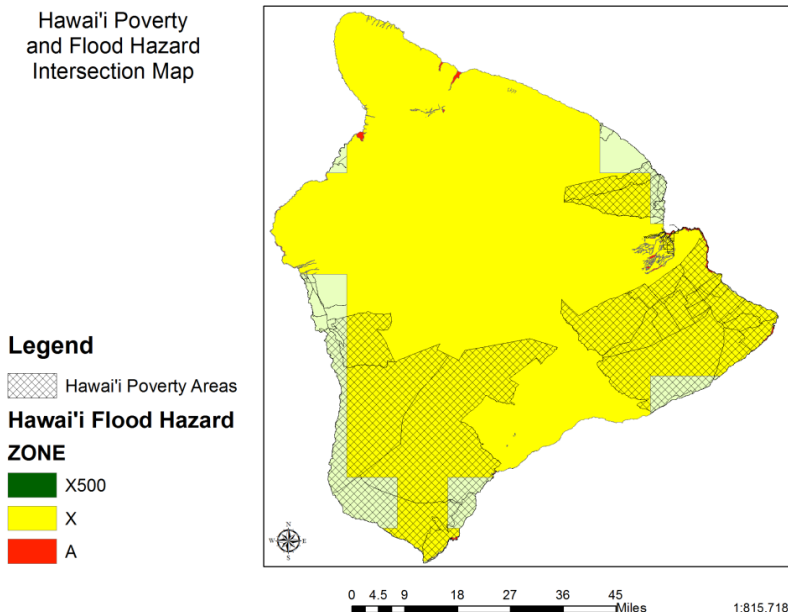 Hawai'i Poverty
and Flood Hazard
Intersection Map
Legend
Hawai'i Poverty Areas
Hawai'i Flood Hazard
ZONE
X500
X
A
N
W E
S
0 4.5 9 18 27 36 45
Miles
1:815,718